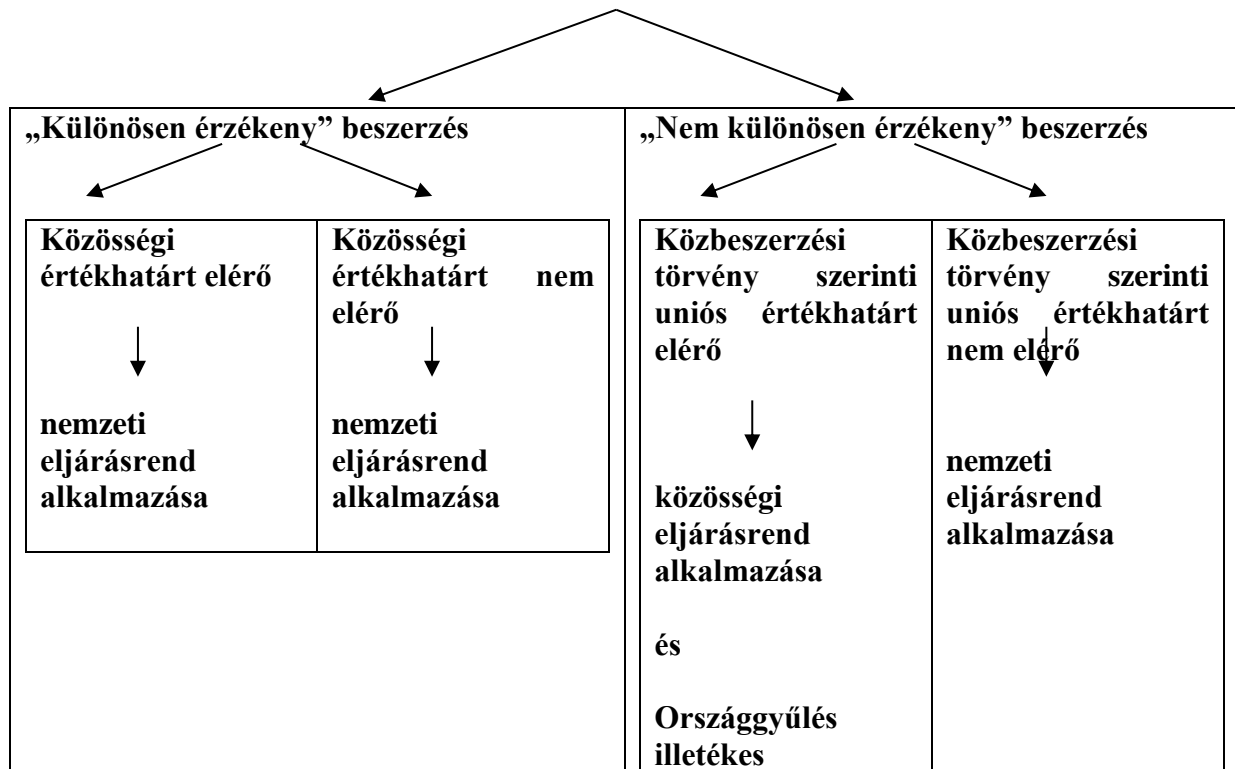 „Különösen érzékeny” beszerzés
Közösségi
értékhatárt elérő
nemzeti
eljárásrend
alkalmazása
Közösségi
értékhatárt nem
elérő
nemzeti
eljárásrend
alkalmazása
„Nem különösen érzékeny” beszerzés
Közbeszerzési
törvény szerinti
uniós értékhatárt
elérő
közösségi
eljárásrend
alkalmazása
és
Országgyűlés
illetékes
Közbeszerzési
törvény szerinti
uniós értékhatárt
nem elérő
nemzeti
eljárásrend
alkalmazása